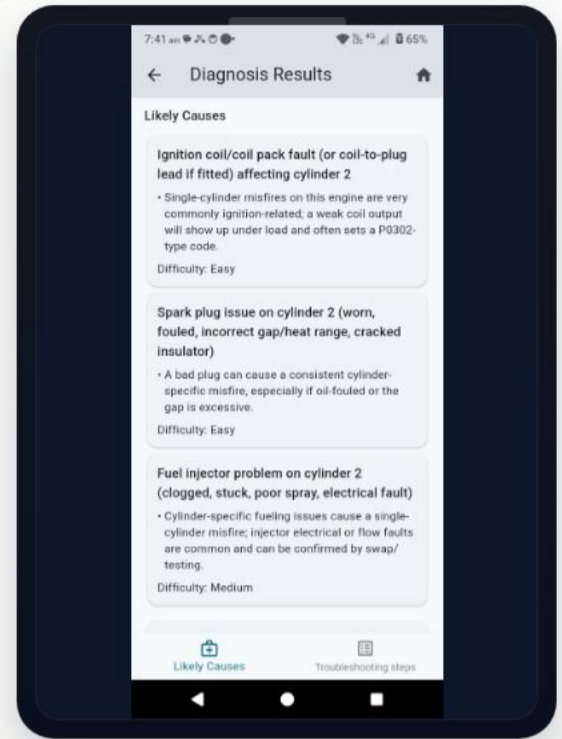 7:41 am
4G 65%
Diagnosis Results
Likely Causes
Ignition coil/coil pack fault (or coil-to-plug
lead if fitted) affecting cylinder 2
• Single-cylinder misfires on this engine are very
commonly ignition-related; a weak coil output
will show up under load and often sets a P0302-
type code.
Difficulty: Easy
Spark plug issue on cylinder 2 (worn,
fouled, incorrect gap/heat range, cracked
insulator)
• A bad plug can cause a consistent cylinder-
specific misfire, especially if oil-fouled or the
gap is excessive.
Difficulty: Easy
Fuel injector problem on cylinder 2
(clogged, stuck, poor spray, electrical fault)
• Cylinder-specific fueling issues cause a single-
cylinder misfire; injector electrical or flow faults
are common and can be confirmed by swap/
testing.
Difficulty: Medium
Likely Causes
Troubleshooting steps